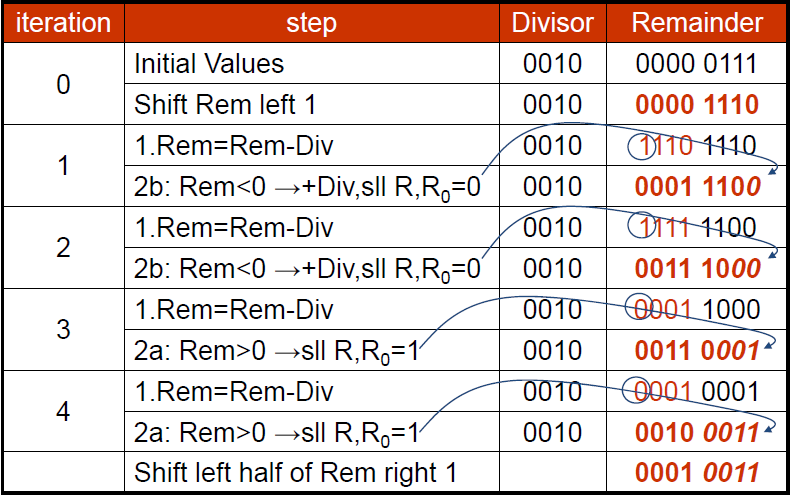 iteration step Divisor Remainder
0 Initial Values 0010 0000 0111
Shift Rem left 1 0010 0000 1110
1 1.Rem=Rem-Div 0010 1110 1110
2b: Rem<0 →+Div,sll R,R0=0 0010 0001 1100
2 1.Rem=Rem-Div 0010 1111 1100
2b: Rem<0 →+Div,sll R,R0=0 0010 0011 1000
3 1.Rem=Rem-Div 0010 0001 1000
2a: Rem>0 →sll R,R0=1 0010 0011 0001
4 1.Rem=Rem-Div 0010 0001 0001
2a: Rem>0 →sll R,R0=1 0010 0010 0011
Shift left half of Rem right 1 0001 0011